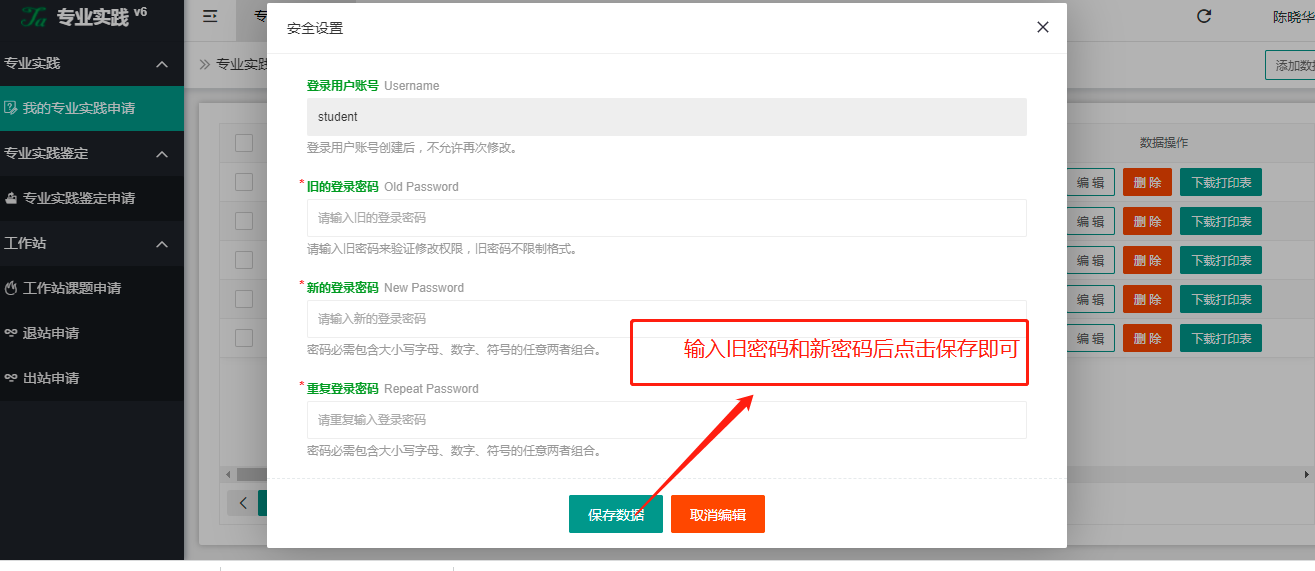 专业实践 v6
专业实践
我的专业实践申请
专业实践鉴定
专业实践鉴定申请
工作站
工作站课题申请
退站申请
出站申请
陈晓华
专业实践
数据操作
编 辑 删 除 下载打印表
编 辑 删 除 下载打印表
编 辑 删 除 下载打印表
编 辑 删 除 下载打印表
编 辑 删 除 下载打印表
安全设置
登录用户账号 Username
student
登录用户账号创建后，不允许再次修改。
* 旧的登录密码 Old Password
请输入旧的登录密码
请输入旧密码来验证修改权限，旧密码不限制格式。
* 新的登录密码 New Password
请输入新的登录密码
密码必需包含大小写字母、数字、符号的任意两者组合。
输入旧密码和新密码后点击保存即可
* 重复登录密码 Repeat Password
请重复输入登录密码
密码必需包含大小写字母、数字、符号的任意两者组合。
保存数据 取消编辑